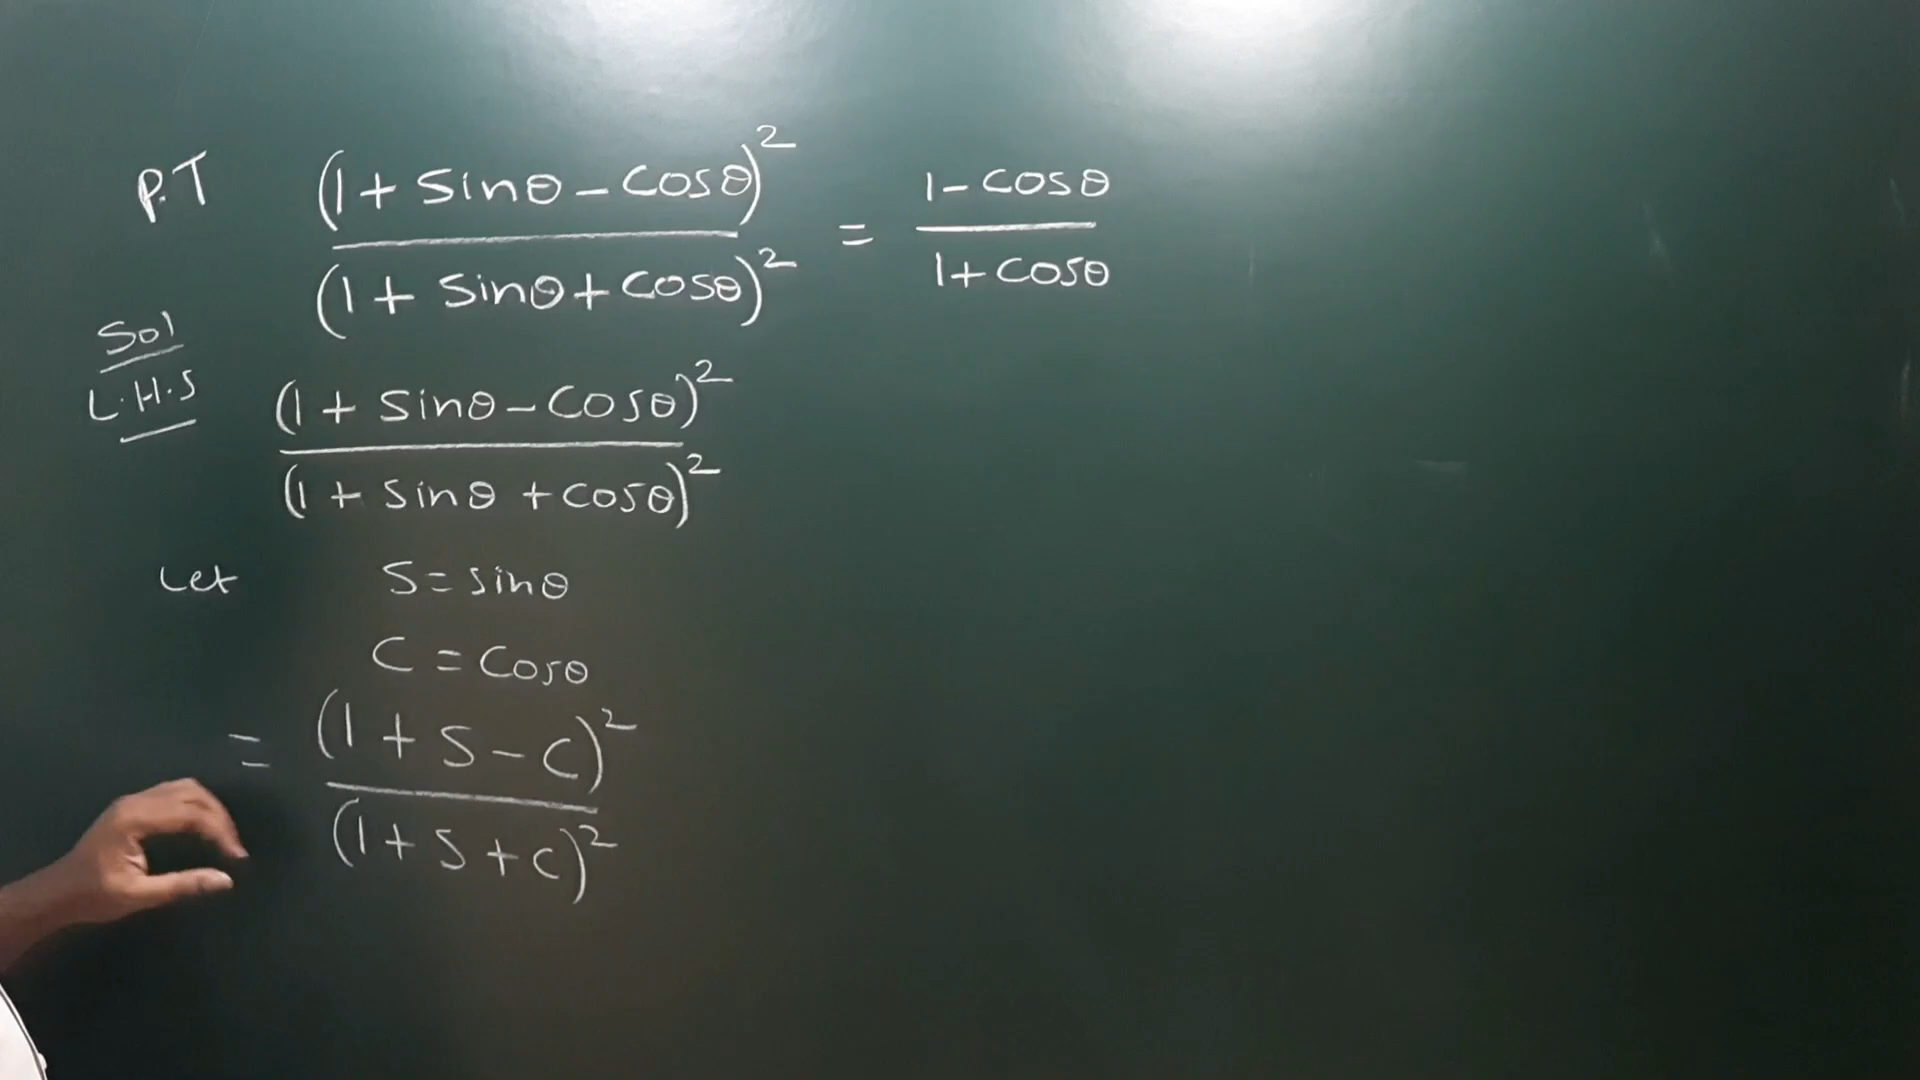 P.T (1 + sinθ - cosθ)² / (1 + sinθ + cosθ)² = 1 - cosθ / 1 + cosθ
Sol
L.H.S (1 + sinθ - cosθ)² / (1 + sinθ + cosθ)²
Let S = sinθ
C = cosθ
= (1 + S - C)² / (1 + S + C)²